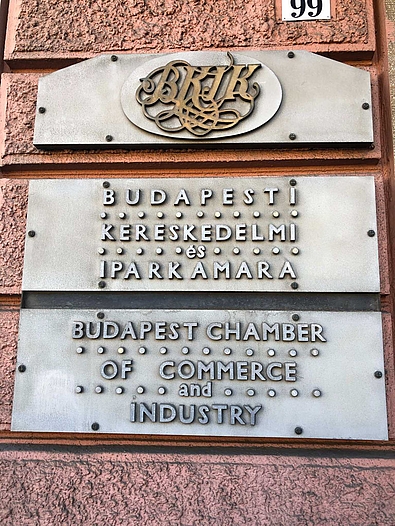 99
BKIK
BUDAPESTI
KERESKEDELMI
és
IPARKAMARA
BUDAPEST CHAMBER
OF COMMERCE
and
INDUSTRY